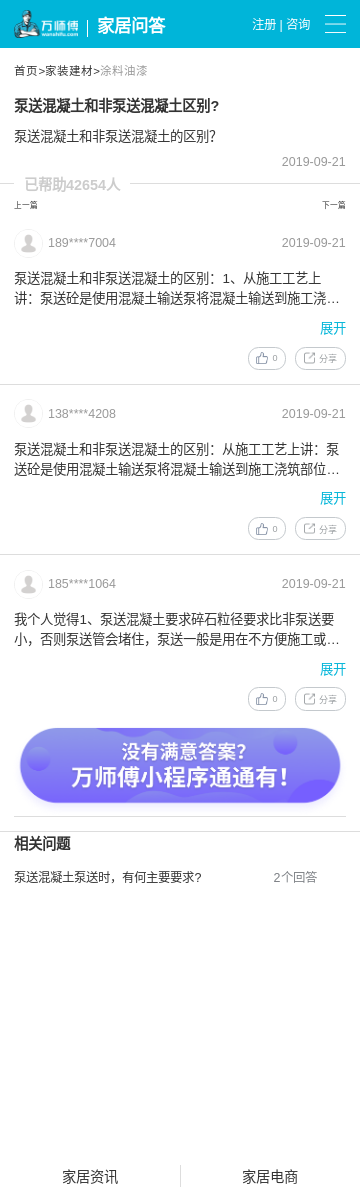 万师傅
wanshifu.com
家居问答
注册 | 咨询
首页>家装建材>涂料油漆
泵送混凝土和非泵送混凝土区别?
泵送混凝土和非泵送混凝土的区别?
2019-09-21
已帮助42654人
上一篇
下一篇
189****7004
2019-09-21
泵送混凝土和非泵送混凝土的区别：1、从施工工艺上
讲：泵送砼是使用混凝土输送泵将混凝土输送到施工浇…
展开
0
分享
138****4208
2019-09-21
泵送混凝土和非泵送混凝土的区别：从施工工艺上讲：泵
送砼是使用混凝土输送泵将混凝土输送到施工浇筑部位…
展开
0
分享
185****1064
2019-09-21
我个人觉得1、泵送混凝土要求碎石粒径要求比非泵送要
小，否则泵送管会堵住，泵送一般是用在不方便施工或…
展开
0
分享
没有满意答案？
万师傅小程序通通有！
相关问题
泵送混凝土泵送时，有何主要要求?
2个回答
家居资讯
家居电商